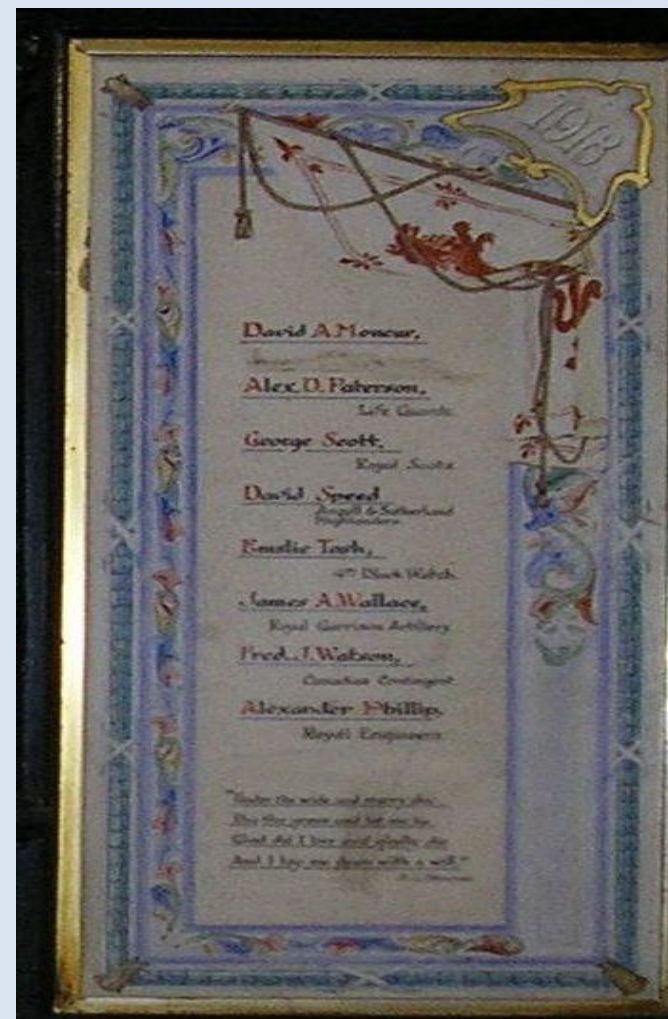 1918
David A. Moncur,
Alex. D. Paterson,
Life Guards
George Scott,
Royal Scots
David Speed
Argyll & Sutherland
Highlanders
Emslie Tosh,
4th Black Watch.
James A. Wallace,
Royal Garrison Artillery
Fred. J. Watson,
Canadian Contingent
Alexander Phillip,
Royal Engineers
"Under the wide and starry sky
Dig the grave and let me lie
Glad did I live and gladly die
And I lay me down with a will."